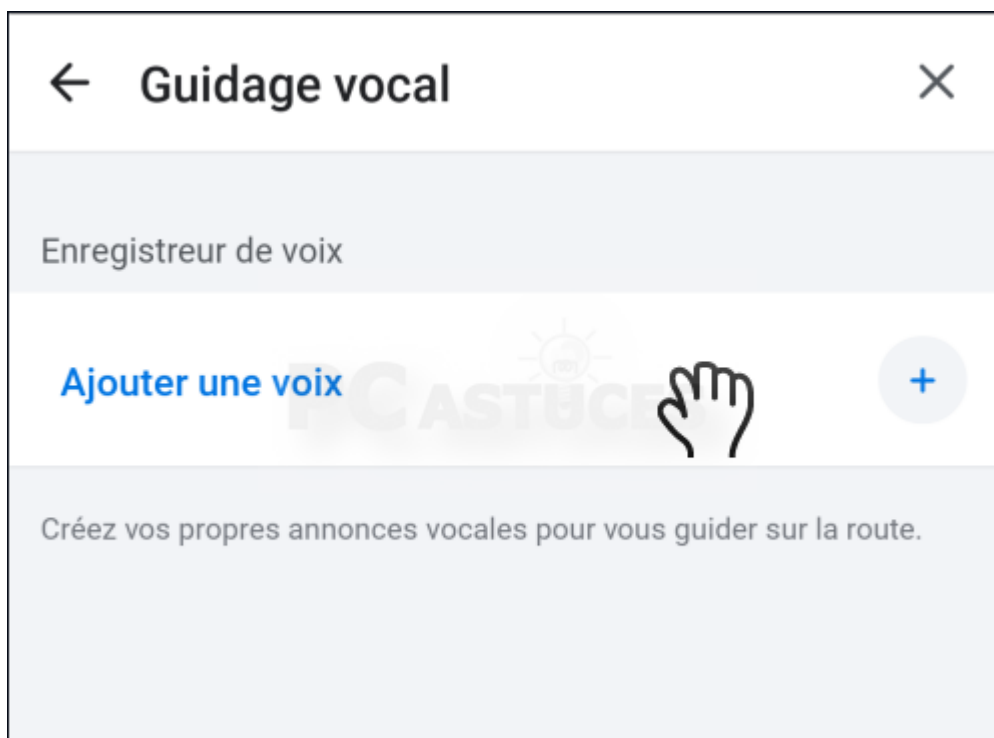 Guidage vocal
Enregistreur de voix
Ajouter une voix
+
PC ASTUCES
Créez vos propres annonces vocales pour vous guider sur la route.